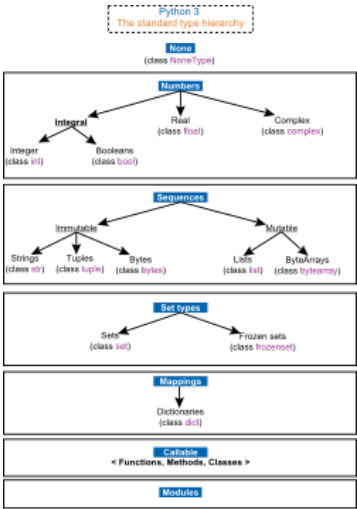 Python 3
The standard type hierarchy
None
(class NoneType)
Numbers
Integral
Real
(class float)
Complex
(class complex)
Integer
(class int)
Booleans
(class bool)
Sequences
Immutable
Mutable
Strings
(class str)
Tuples
(class tuple)
Bytes
(class bytes)
Lists
(class list)
ByteArrays
(class bytearray)
Set types
Sets
(class set)
Frozen sets
(class frozenset)
Mappings
Dictionaries
(class dict)
Callable
< Functions, Methods, Classes >
Modules